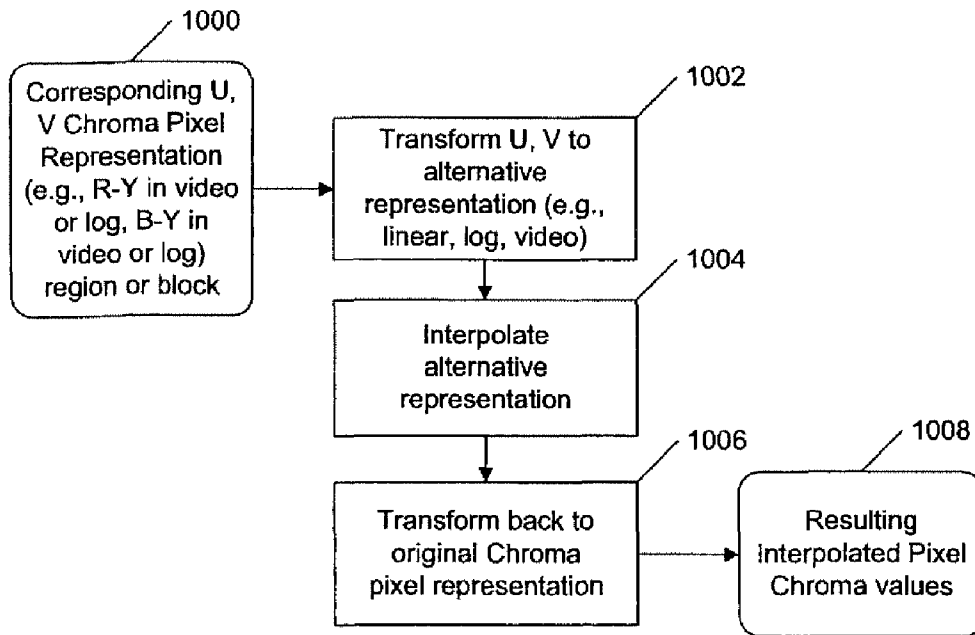 1000
Corresponding U,
V Chroma Pixel
Representation
(e.g., R-Y in video
or log, B-Y in
video or log)
region or block
1002
Transform U, V to
alternative
representation (e.g.,
linear, log, video)
1004
Interpolate
alternative
representation
1006
Transform back to
original Chroma
pixel representation
1008
Resulting
Interpolated Pixel
Chroma values